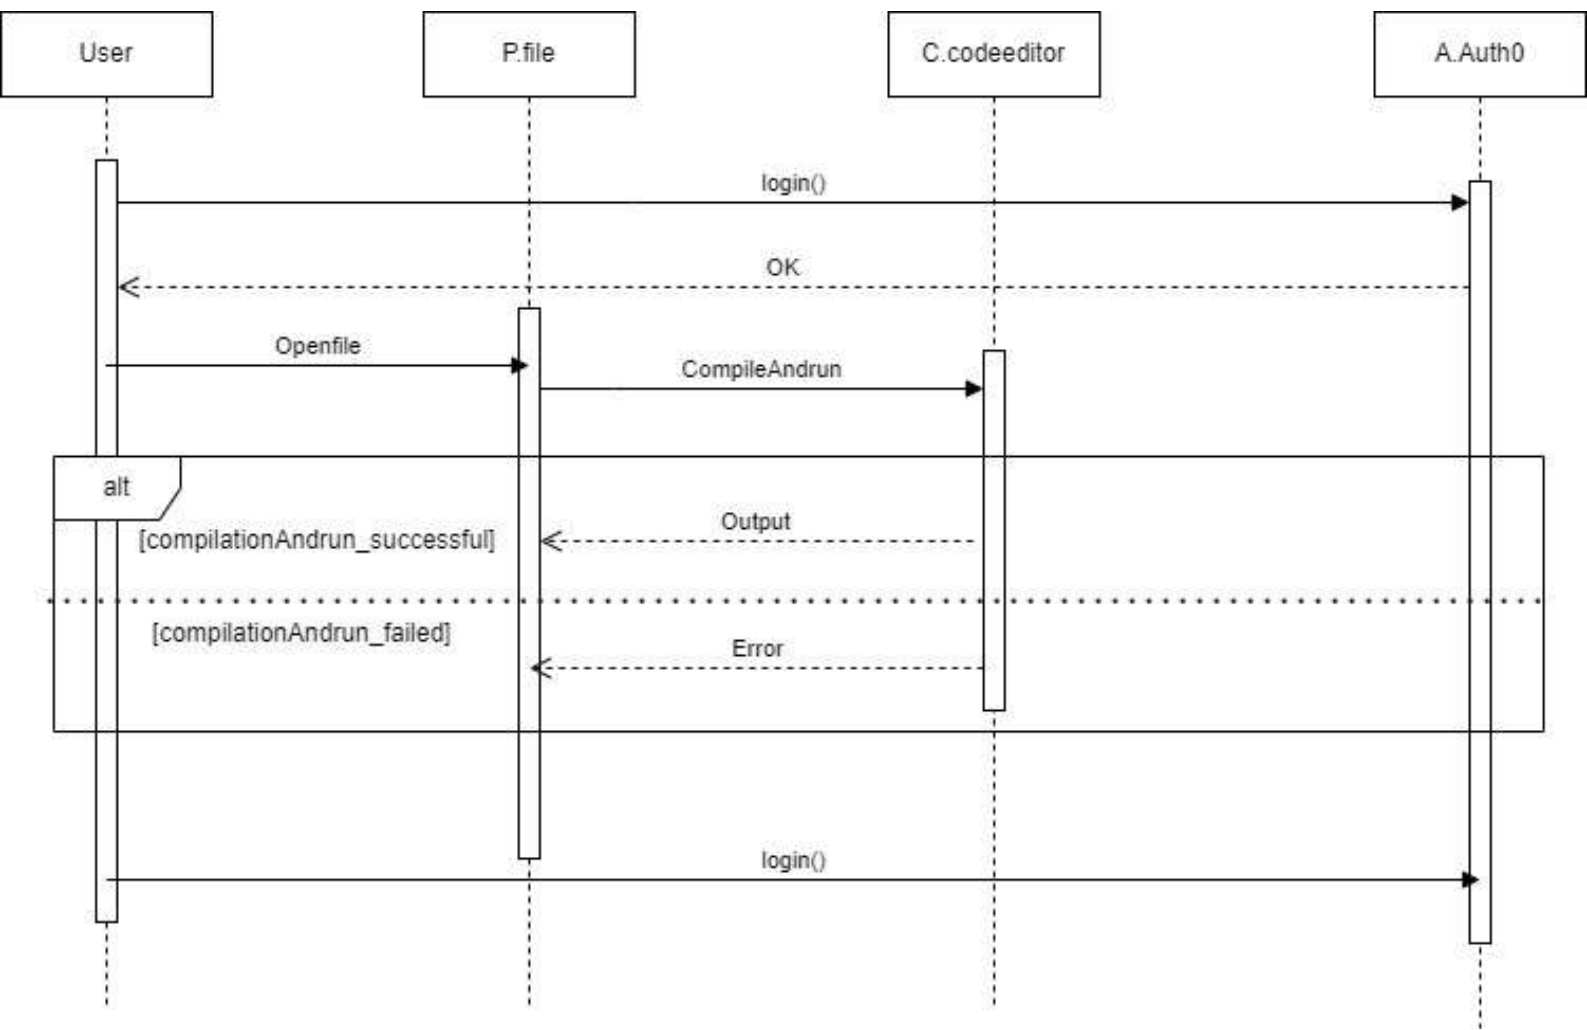 User
P.file
C.codeeditor
A.Auth0
login()
OK
Openfile
CompileAndrun
alt
Output
[compilationAndrun_successful]
[compilationAndrun_failed]
Error
login()